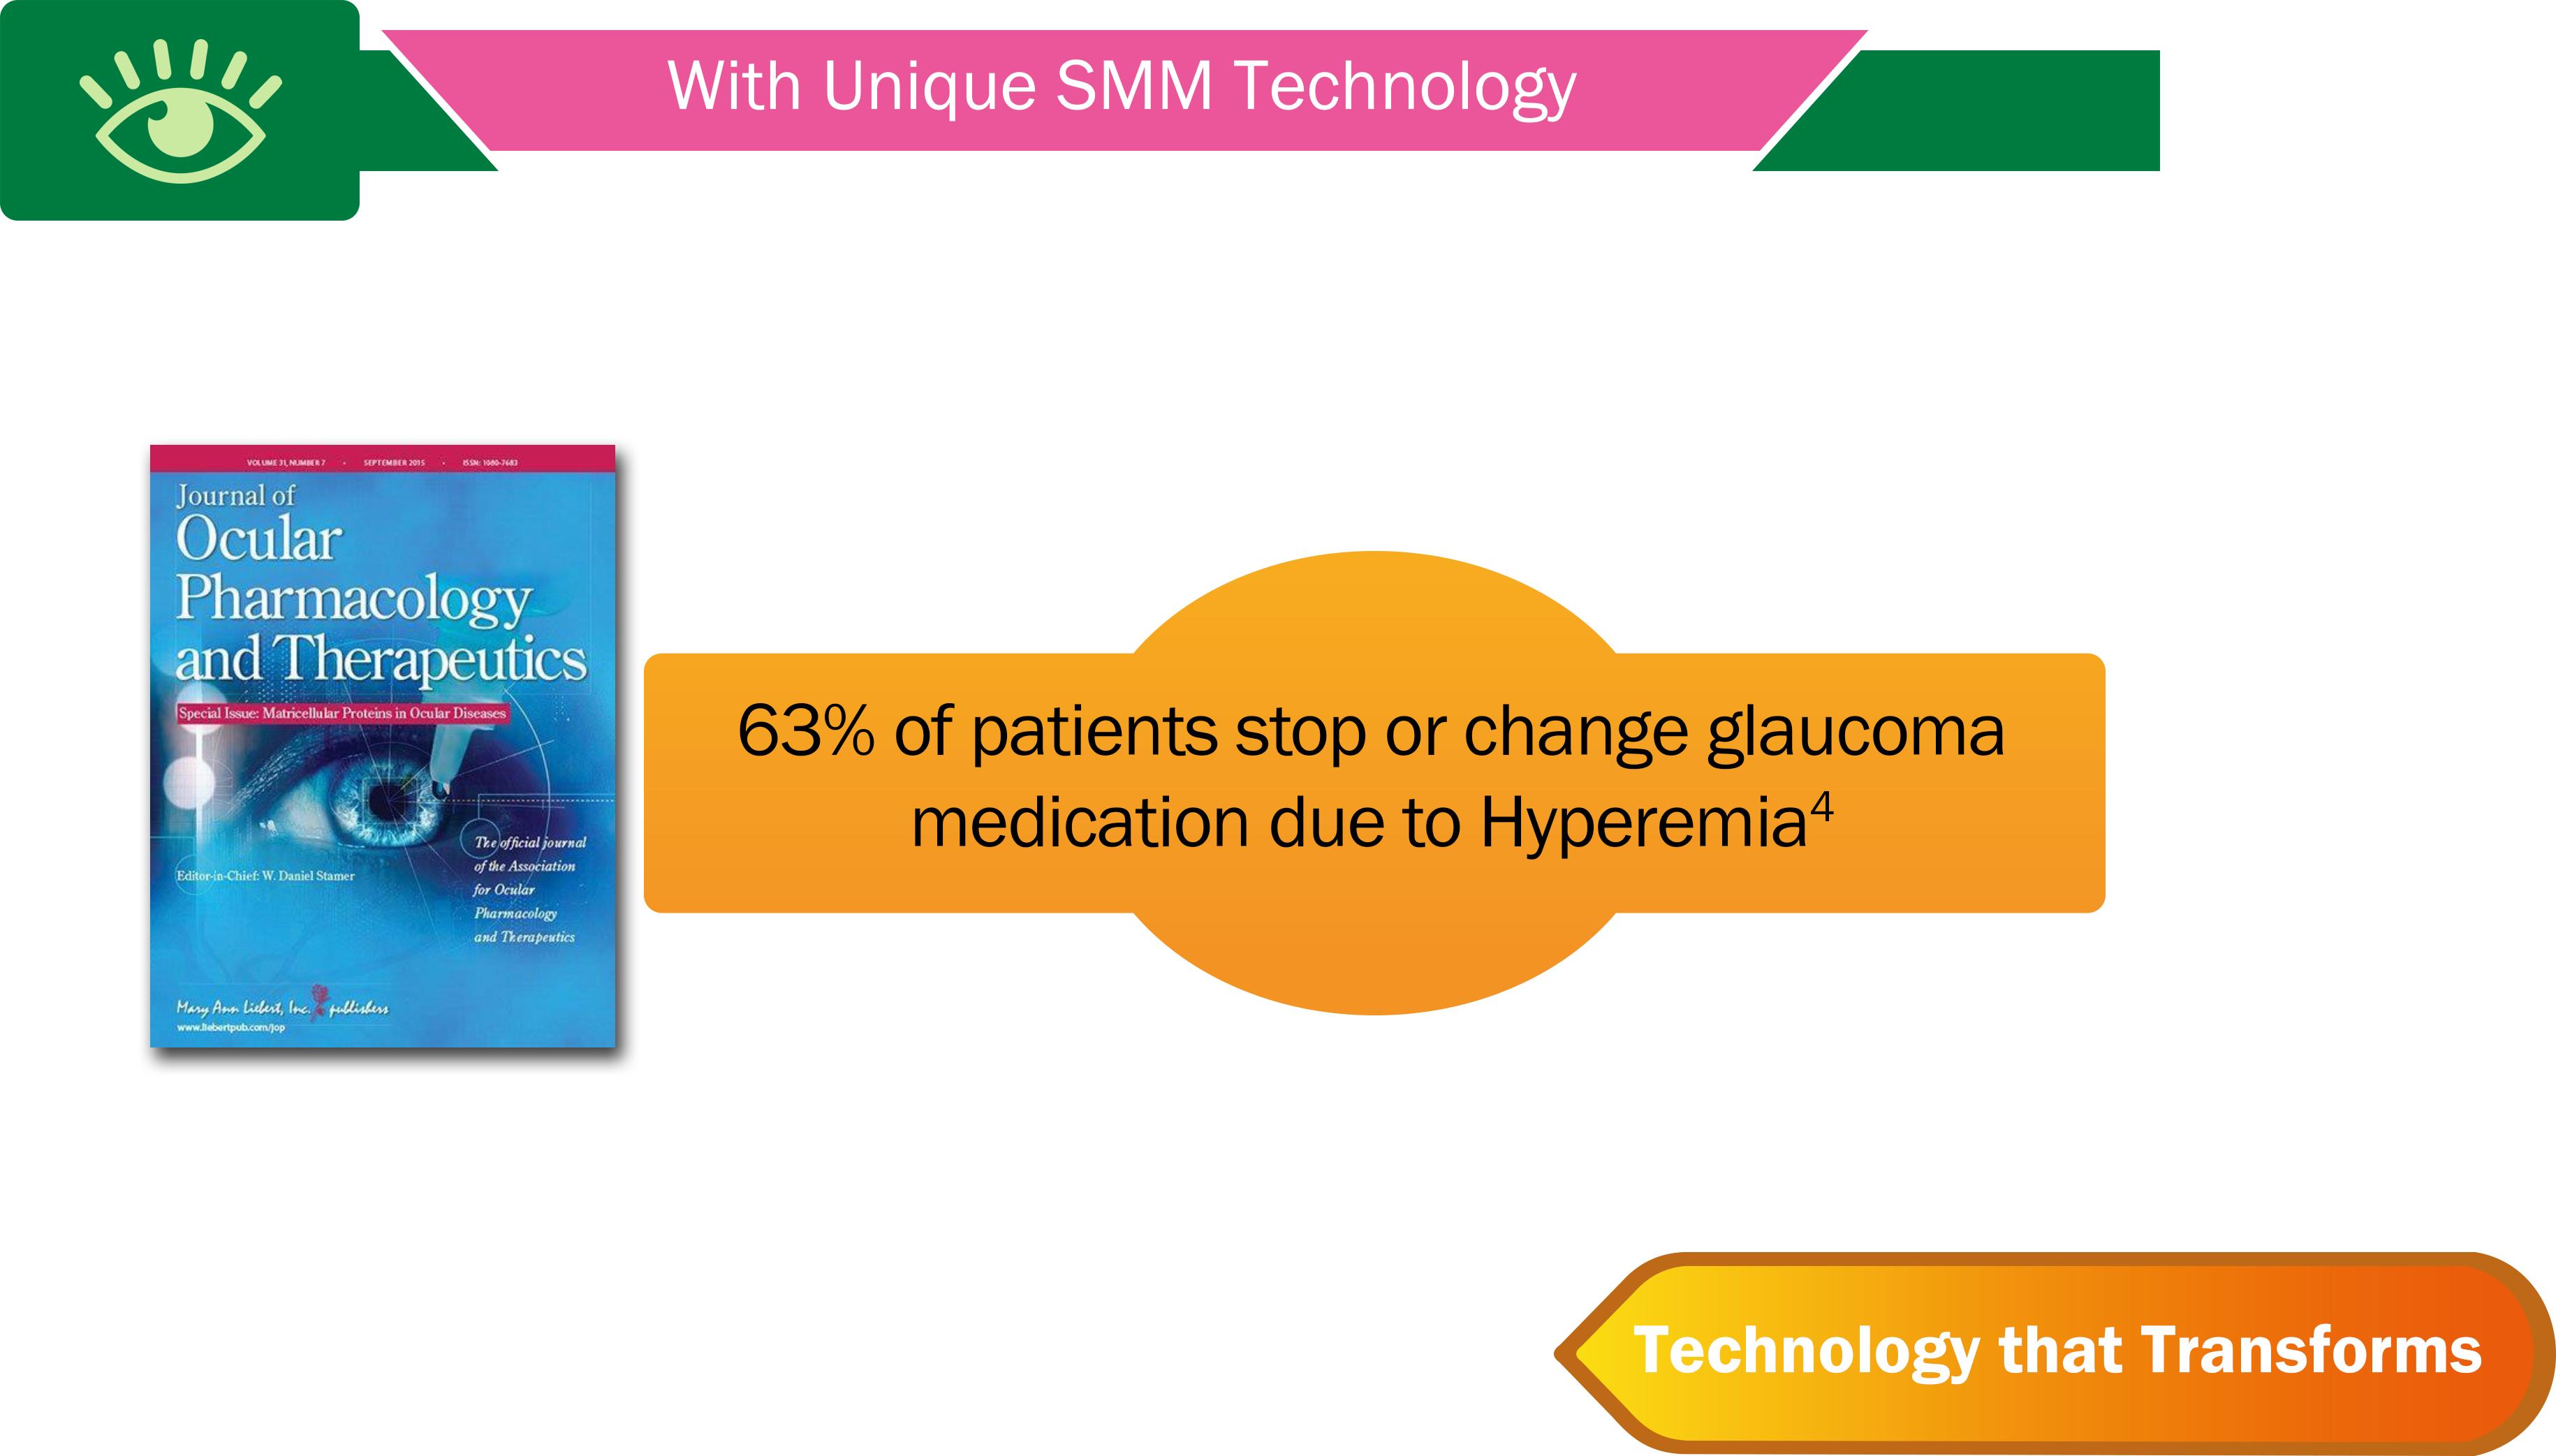 With Unique SMM Technology
VOLUME 31, NUMBER 7 • SEPTEMBER 2015 • ISSN: 1080-7683
Journal of
Ocular
Pharmacology
and Therapeutics
Special Issue: Matricellular Proteins in Ocular Diseases
The official journal
of the Association
for Ocular
Pharmacology
and Therapeutics
Editor-in-Chief: W. Daniel Stamer
Mary Ann Liebert, Inc. publishers
www.liebertpub.com/jop
63% of patients stop or change glaucoma
medication due to Hyperemia⁴
Technology that Transforms